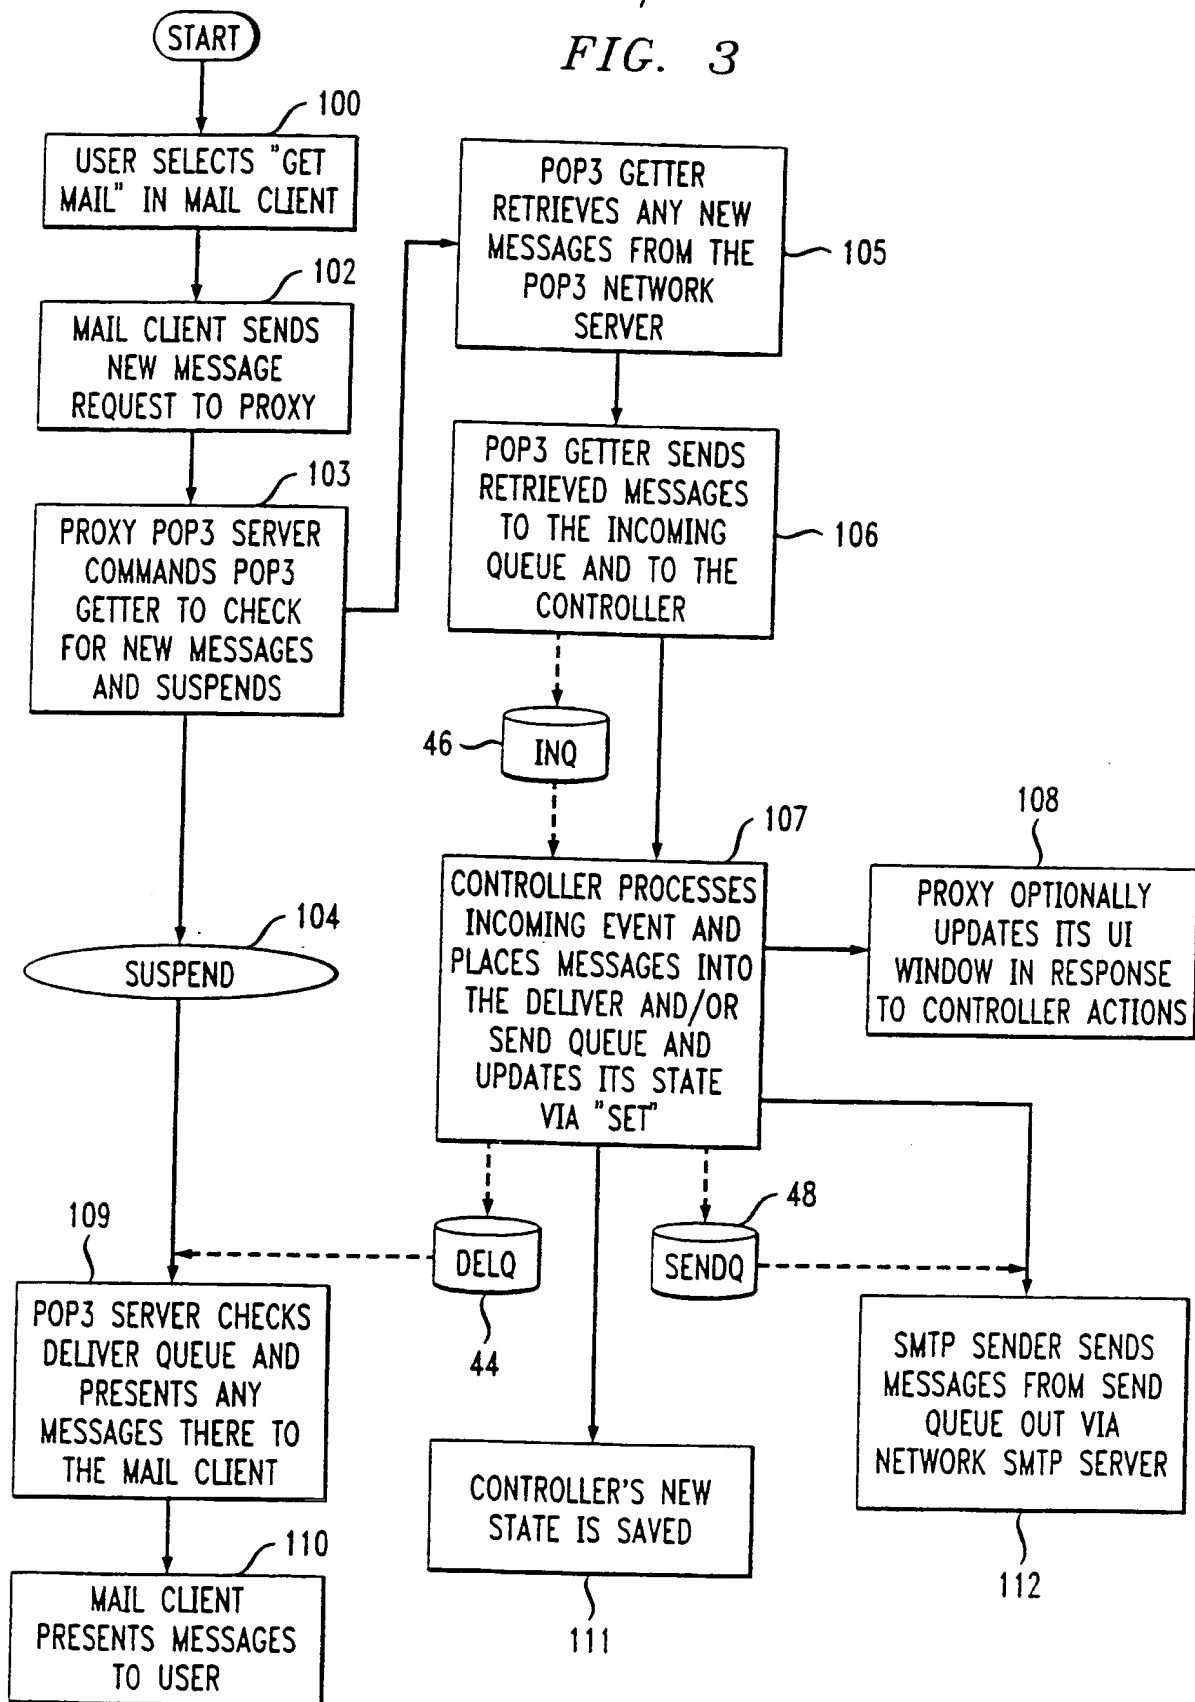 START
FIG. 3
100
USER SELECTS "GET
MAIL" IN MAIL CLIENT
102
MAIL CLIENT SENDS
NEW MESSAGE
REQUEST TO PROXY
103
PROXY POP3 SERVER
COMMANDS POP3
GETTER TO CHECK
FOR NEW MESSAGES
AND SUSPENDS
104
SUSPEND
POP3 GETTER
RETRIEVES ANY NEW
MESSAGES FROM THE
POP3 NETWORK
SERVER
105
POP3 GETTER SENDS
RETRIEVED MESSAGES
TO THE INCOMING
QUEUE AND TO THE
CONTROLLER
106
46
INQ
107
CONTROLLER PROCESSES
INCOMING EVENT AND
PLACES MESSAGES INTO
THE DELIVER AND/OR
SEND QUEUE AND
UPDATES ITS STATE
VIA "SET"
108
PROXY OPTIONALLY
UPDATES ITS UI
WINDOW IN RESPONSE
TO CONTROLLER ACTIONS
DELQ
44
48
SENDQ
109
POP3 SERVER CHECKS
DELIVER QUEUE AND
PRESENTS ANY
MESSAGES THERE TO
THE MAIL CLIENT
110
MAIL CLIENT
PRESENTS MESSAGES
TO USER
CONTROLLER'S NEW
STATE IS SAVED
111
SMTP SENDER SENDS
MESSAGES FROM SEND
QUEUE OUT VIA
NETWORK SMTP SERVER
112